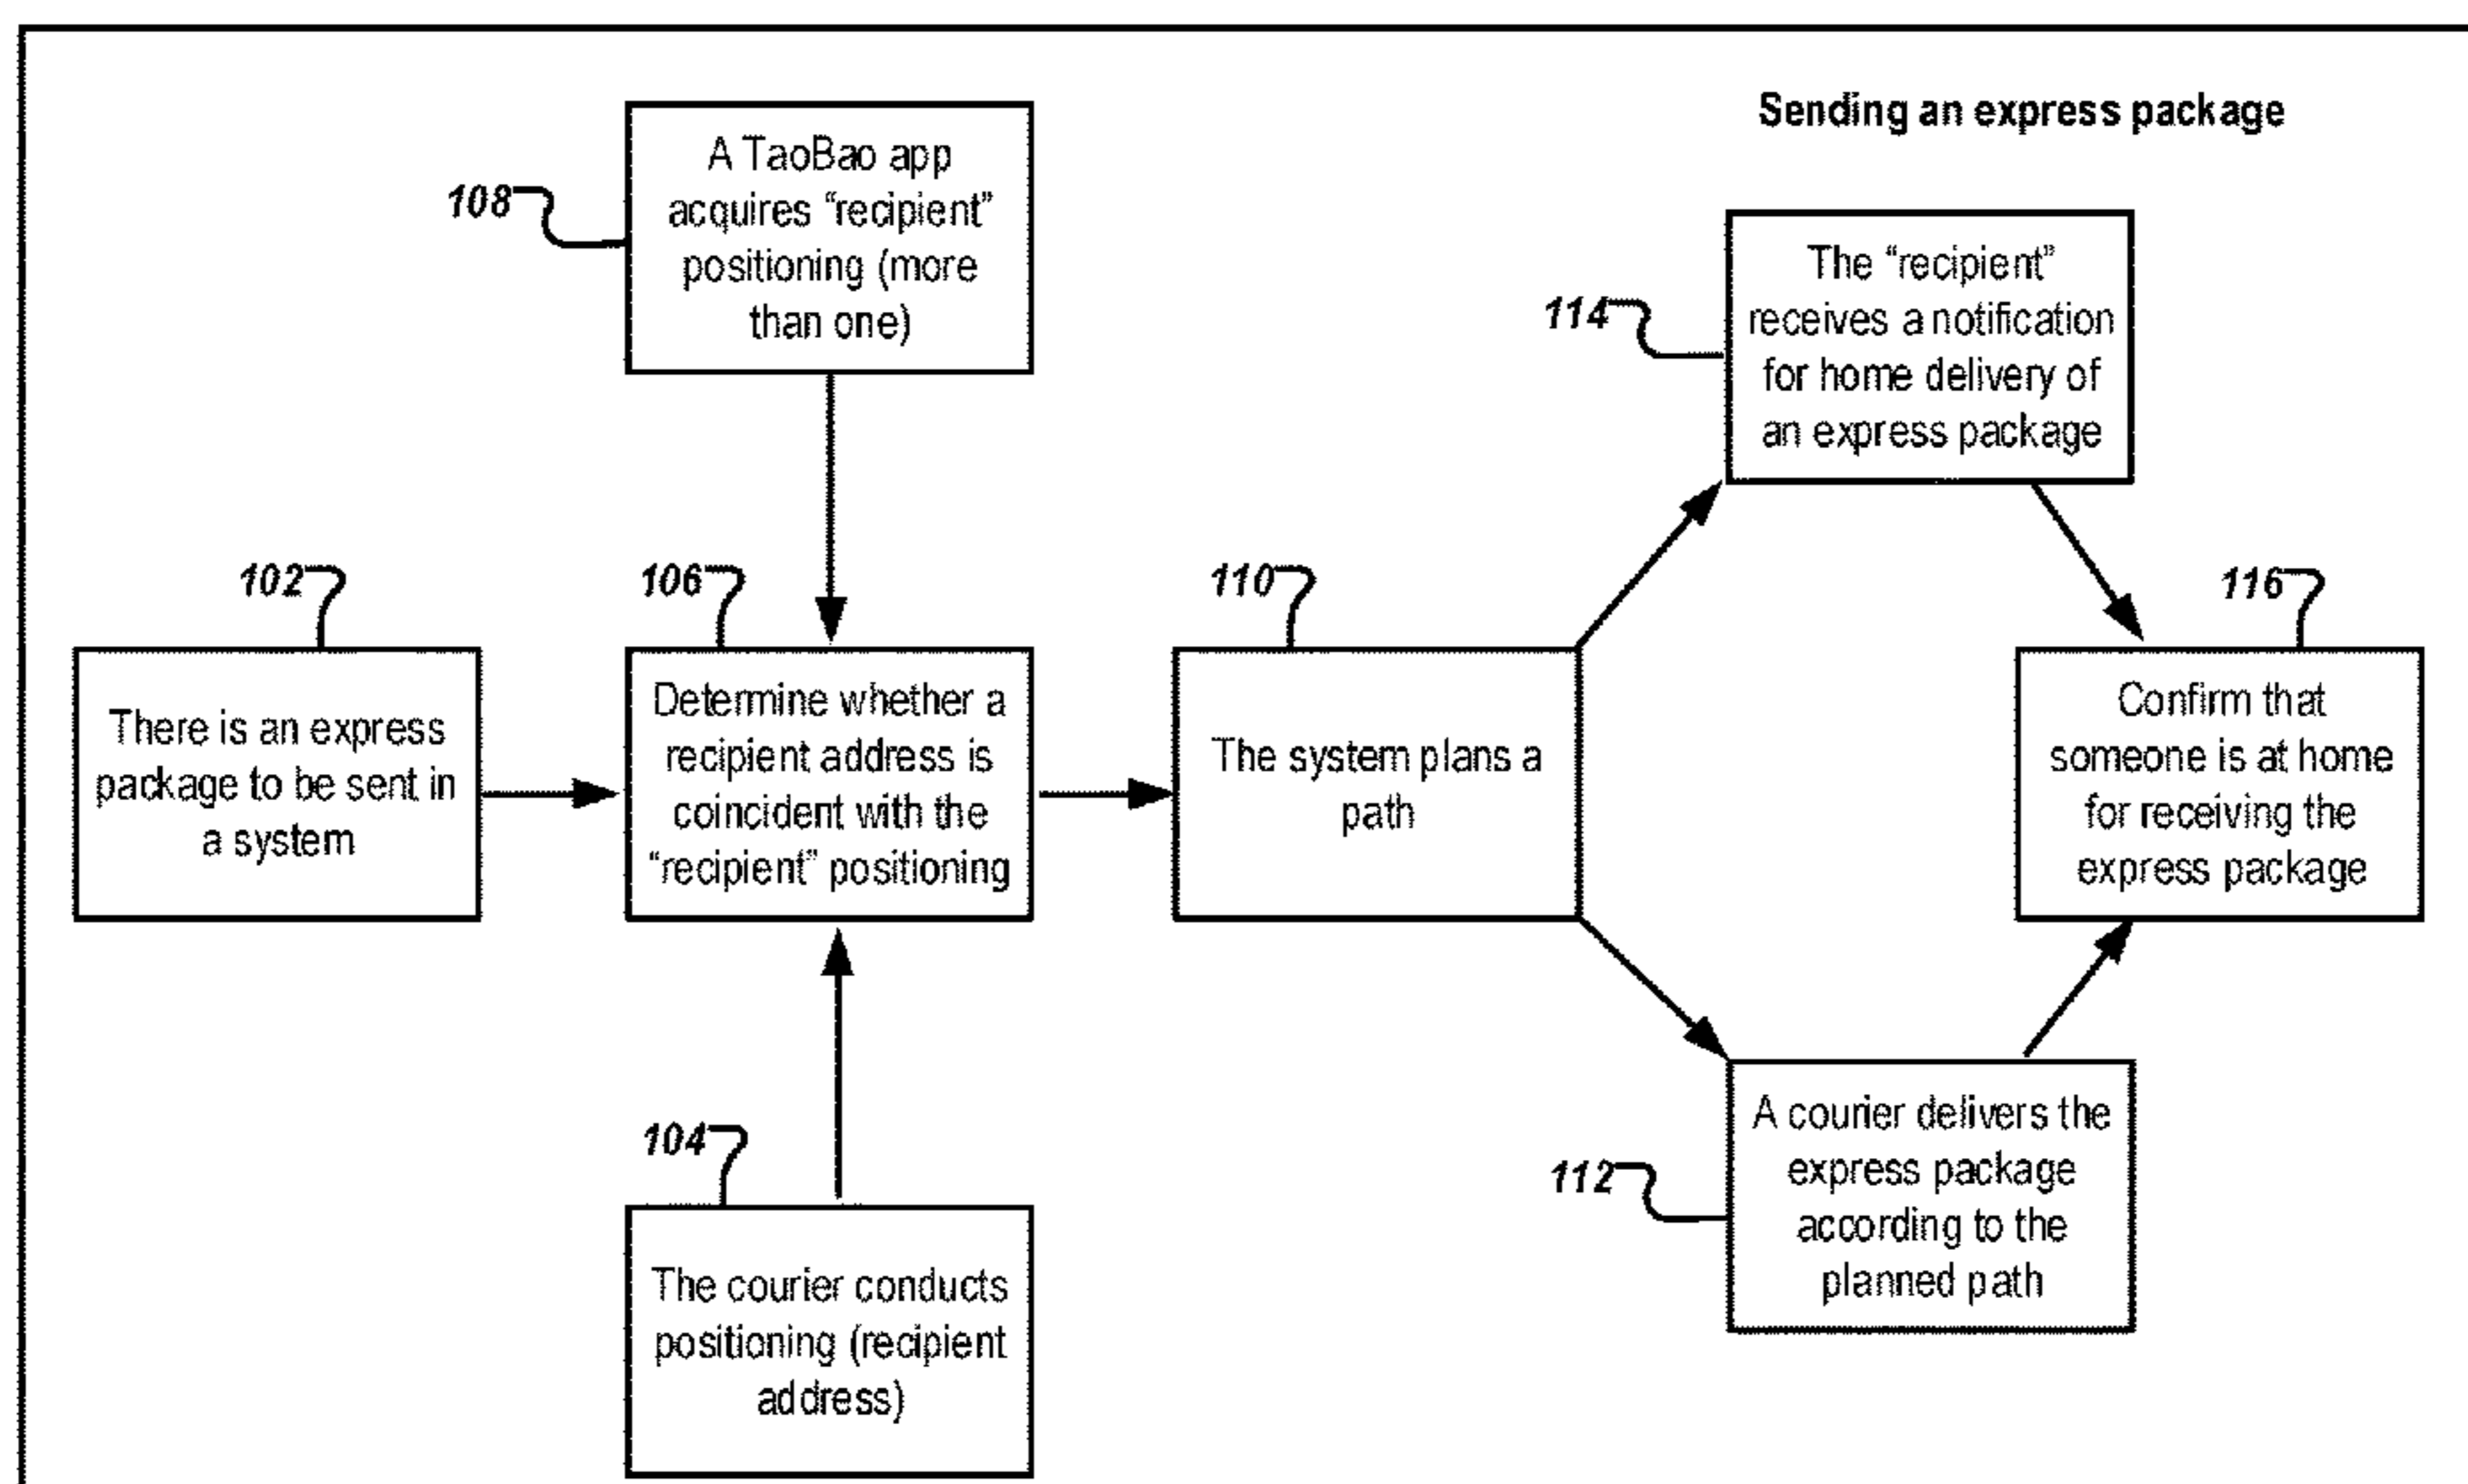 Sending an express package
108
A TaoBao app
acquires “recipient”
positioning (more
than one)
114
The “recipient”
receives a notification
for home delivery of
an express package
102
There is an express
package to be sent in
a system
106
Determine whether a
recipient address is
coincident with the
“recipient” positioning
110
The system plans a
path
116
Confirm that
someone is at home
for receiving the
express package
104
The courier conducts
positioning (recipient
address)
112
A courier delivers the
express package
according to the
planned path